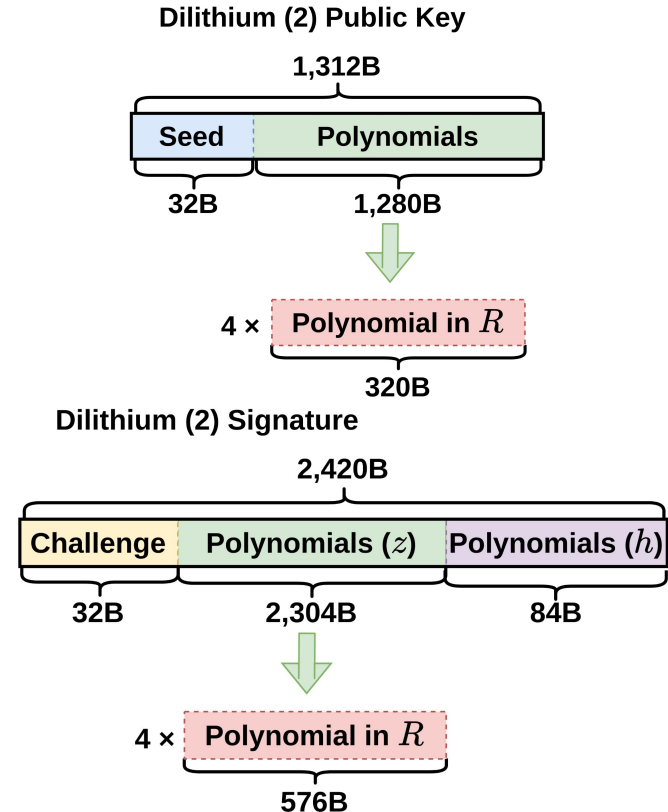 Dilithium (2) Public Key
1,312B
Seed Polynomials
32B 1,280B
4 × Polynomial in R
320B
Dilithium (2) Signature
2,420B
Challenge Polynomials (z) Polynomials (h)
32B 2,304B 84B
4 × Polynomial in R
576B